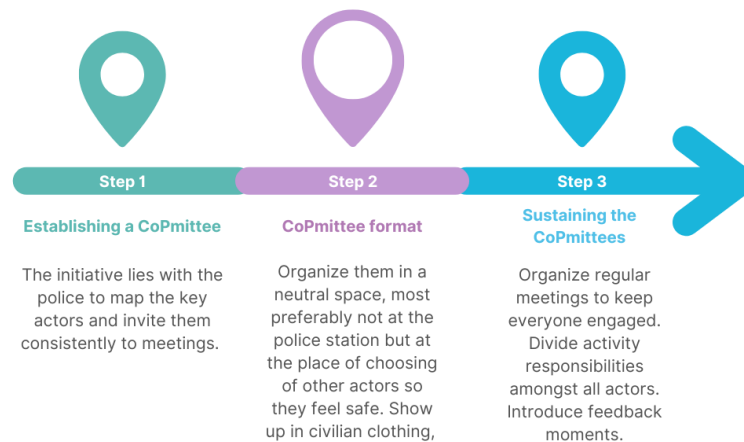 Step 1
Step 2
Step 3
Establishing a CoPmittee
The initiative lies with the
police to map the key
actors and invite them
consistently to meetings.
CoPmittee format
Organize them in a
neutral space, most
preferably not at the
police station but at
the place of choosing
of other actors so
they feel safe. Show
up in civilian clothing,
Sustaining the
CoPmittees
Organize regular
meetings to keep
everyone engaged.
Divide activity
responsibilities
amongst all actors.
Introduce feedback
moments.